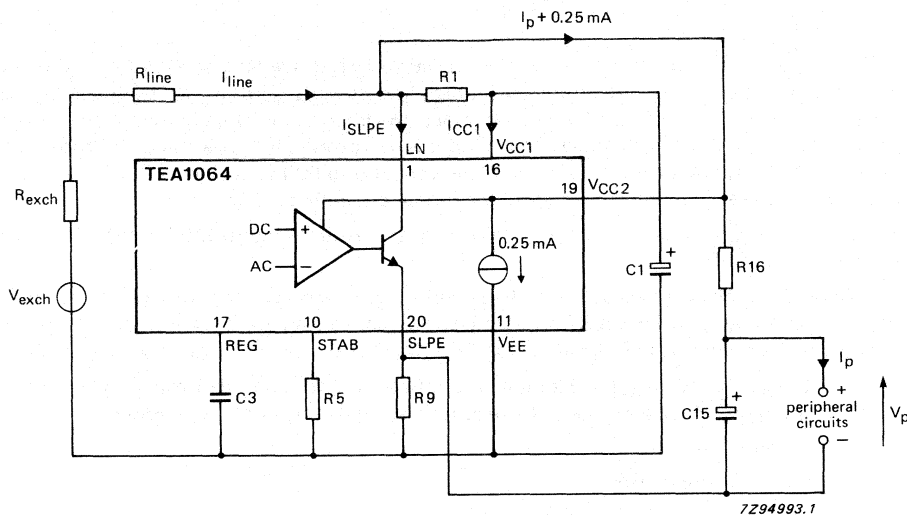 I_p + 0.25 mA
R_line
I_line
R1
I_SLPE
I_CC1
LN
V_CC1
TEA1064
1
16
19
V_CC2
R_exch
DC
+
AC
−
0.25 mA
C1
+
R16
V_exch
17
10
20
11
REG
STAB
SLPE
V_EE
I_p
C3
R5
R9
C15
+
+
peripheral
circuits
−
V_p
7Z94993.1